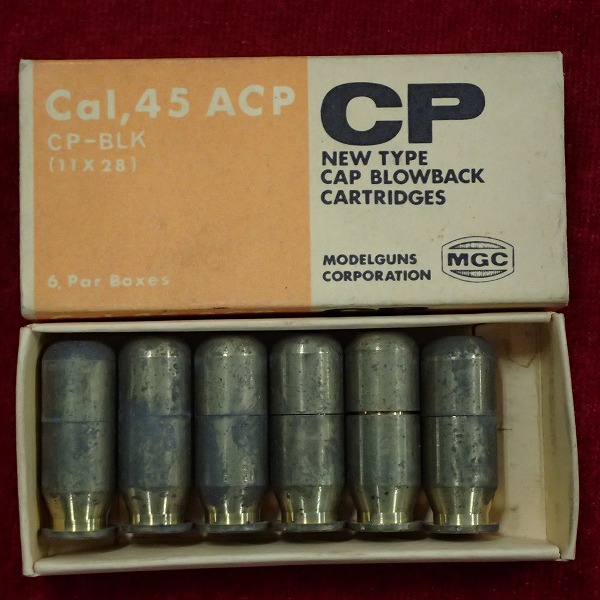 Cal,45 ACP
CP-BLK
(11X28)
6, Par Boxes
CP
NEW TYPE
CAP BLOWBACK
CARTRIDGES
MODELGUNS
CORPORATION
MGC